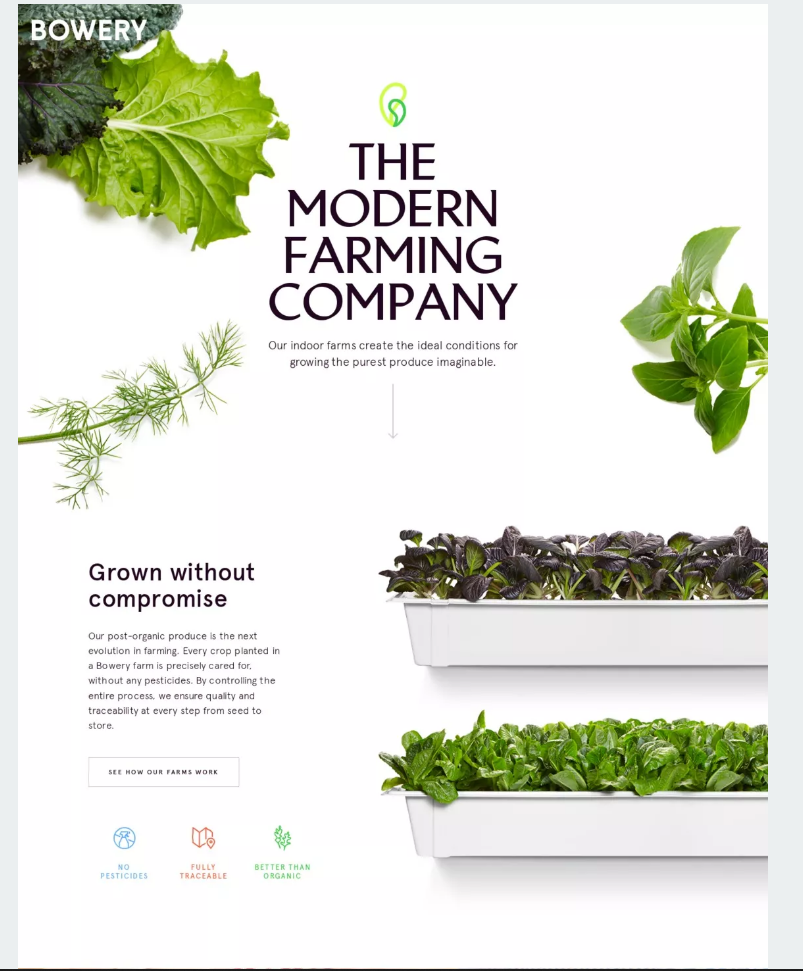 BOWERY
THE
MODERN
FARMING
COMPANY
Our indoor farms create the ideal conditions for
growing the purest produce imaginable.
Grown without
compromise
Our post-organic produce is the next
evolution in farming. Every crop planted in
a Bowery farm is precisely cared for,
without any pesticides. By controlling the
entire process, we ensure quality and
traceability at every step from seed to
store.
SEE HOW OUR FARMS WORK
NO
PESTICIDES
FULLY
TRACEABLE
BETTER THAN
ORGANIC